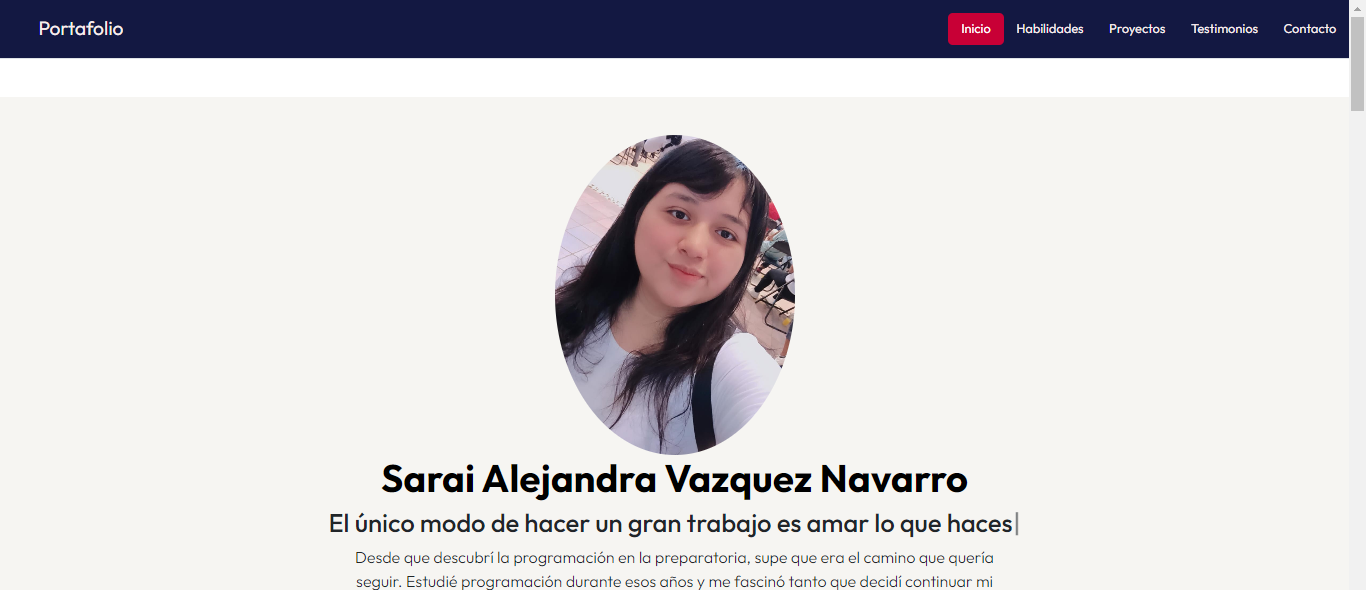 Portafolio
Inicio Habilidades Proyectos Testimonios Contacto
Sarai Alejandra Vazquez Navarro
El único modo de hacer un gran trabajo es amar lo que haces|
Desde que descubrí la programación en la preparatoria, supe que era el camino que quería
seguir. Estudié programación durante esos años y me fascinó tanto que decidí continuar mi